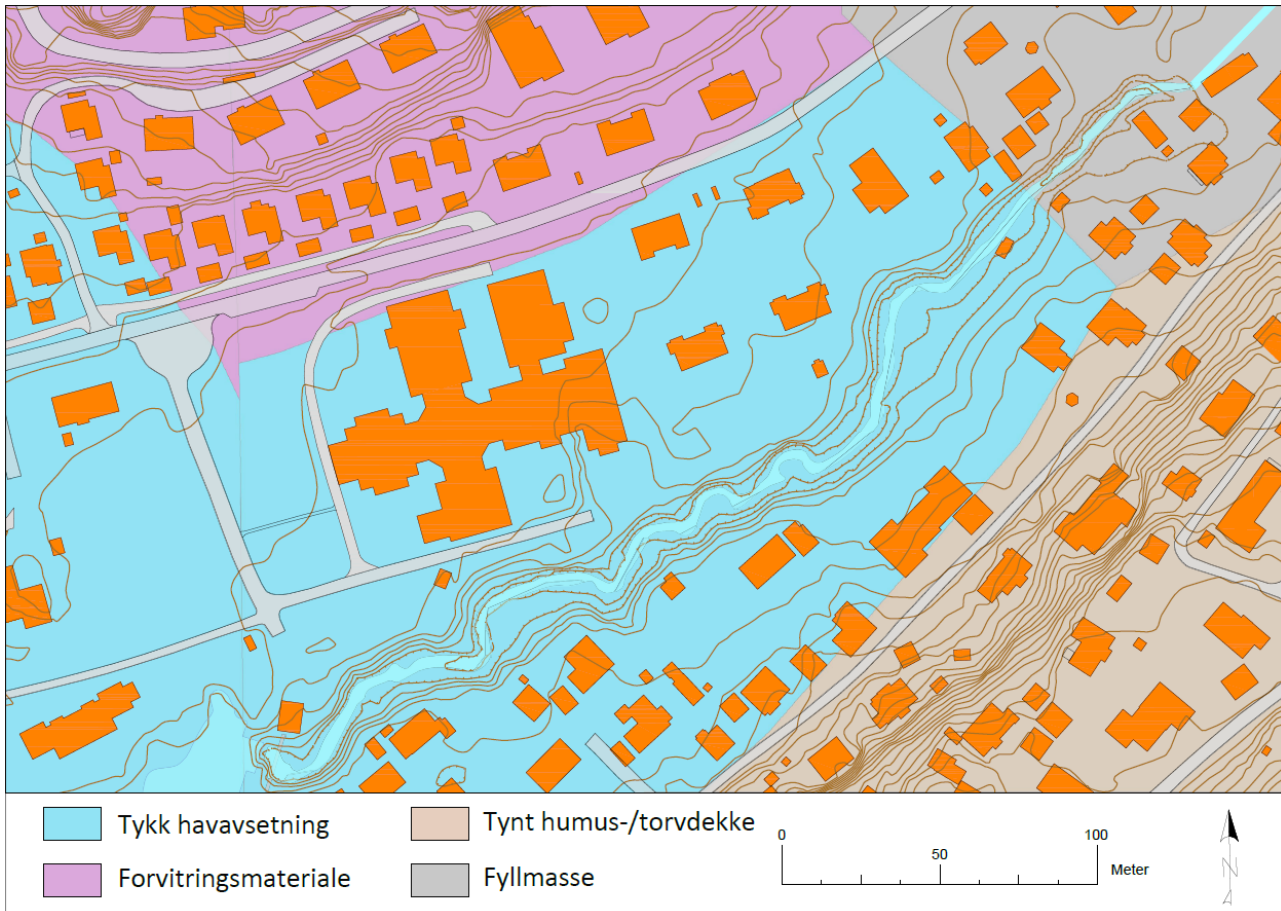 Tykk havavsetning
Forvitringsmateriale
Tynt humus-/torvdekke
Fyllmasse
0 100
50
Meter
N